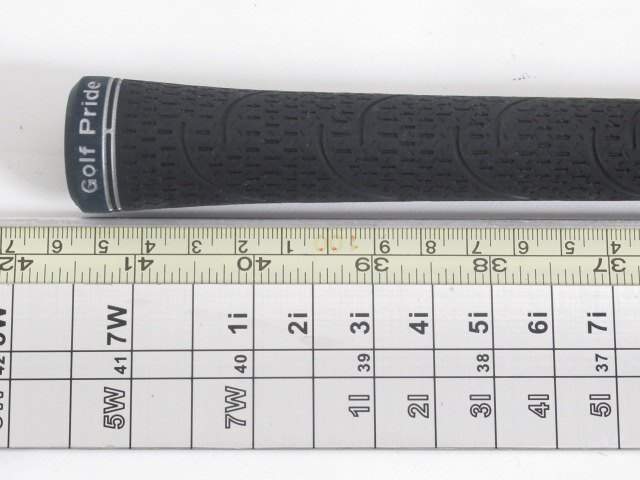 Golf Pride
7 6 5 4 3 2 1 100 9 8 7 6 5 4
42 41 40 39 38 37
7W 1i 2i 3i 4i 5i 6i 7i
42 41 40 39 38 37
5W 7W 1I 2I 3I 4I 5I